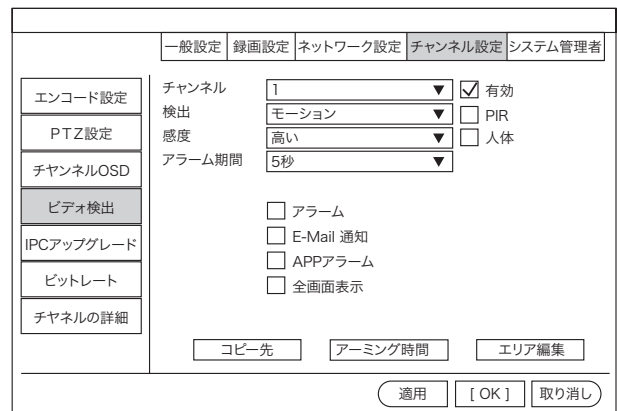 一般設定 録画設定 ネットワーク設定 チャンネル設定 システム管理者
エンコード設定
PTZ設定
チヤンネルOSD
ビデォ検出
IPCアップグレード
ビットレート
チヤネルの詳細
チャンネル 1 ▼ 有効
検出 モーション ▼ PIR
感度 高い ▼ 人体
アラーム期間 5秒 ▼
アラーム
E-Mail 通知
APPアラーム
全画面表示
コピー先 アーミング時間 エリア編集
適用 [ OK ] 取り消し